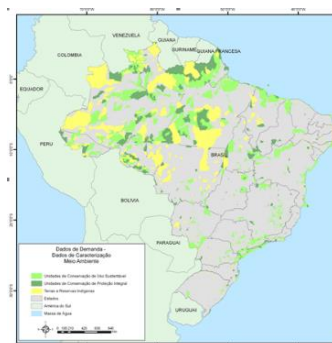 VENEZUELA
GUIANA
SURINAME
GUIANA FRANCESA
COLOMBIA
EQUADOR
PERU
BRASIL
BOLIVIA
PARAGUAI
URUGUAI
Dados de Demanda -
Dados de Caracterização
Meio Ambiente
Unidades de Conservação de Uso Sustentável
Unidades de Conservação de Proteção Integral
Terras e Reservas Indígenas
Estados
América do Sul
Massa de Água